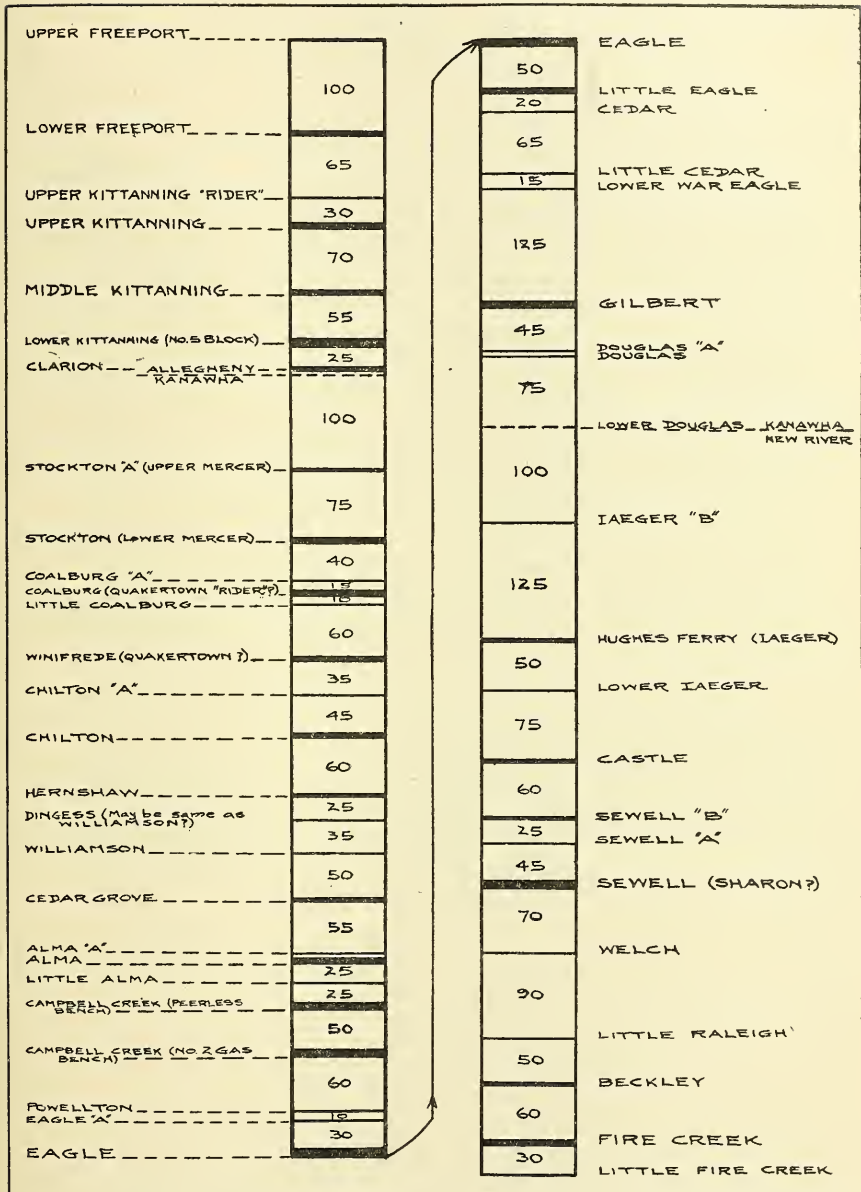 UPPER FREEPORT
100
LOWER FREEPORT
65
UPPER KITTANNING "RIDER"
30
UPPER KITTANNING
70
MIDDLE KITTANNING
55
LOWER KITTANNING (NO.5 BLOCK)
25
CLARION ALLEGHENY
KANAWHA
100
STOCKTON "A" (UPPER MERCER)
75
STOCKTON (LOWER MERCER)
40
COALBURG "A"
15
COALBURG (QUAKERTOWN "RIDER"?)
10
LITTLE COALBURG
60
WINIFREDE (QUAKERTOWN ?)
35
CHILTON "A"
45
CHILTON
60
HERNSHAW
25
DINGESS (May be same as
WILLIAMSON?)
35
WILLIAMSON
50
CEDAR GROVE
55
ALMA "A"
ALMA
25
LITTLE ALMA
25
CAMPBELL CREEK (PEERLESS
BENCH)
50
CAMPBELL CREEK (NO. 2 GAS
BENCH)
60
POWELLTON
10
EAGLE "A"
30
EAGLE
EAGLE
50
LITTLE EAGLE
20
CEDAR
65
LITTLE CEDAR
15
LOWER WAR EAGLE
125
GILBERT
45
DOUGLAS "A"
DOUGLAS
75
LOWER DOUGLAS KANAWHA
NEW RIVER
100
IAEGER "B"
125
HUGHES FERRY (IAEGER)
50
LOWER IAEGER
75
CASTLE
60
SEWELL "B"
25
SEWELL "A"
45
SEWELL (SHARON?)
70
WELCH
90
LITTLE RALEIGH
50
BECKLEY
60
FIRE CREEK
30
LITTLE FIRE CREEK